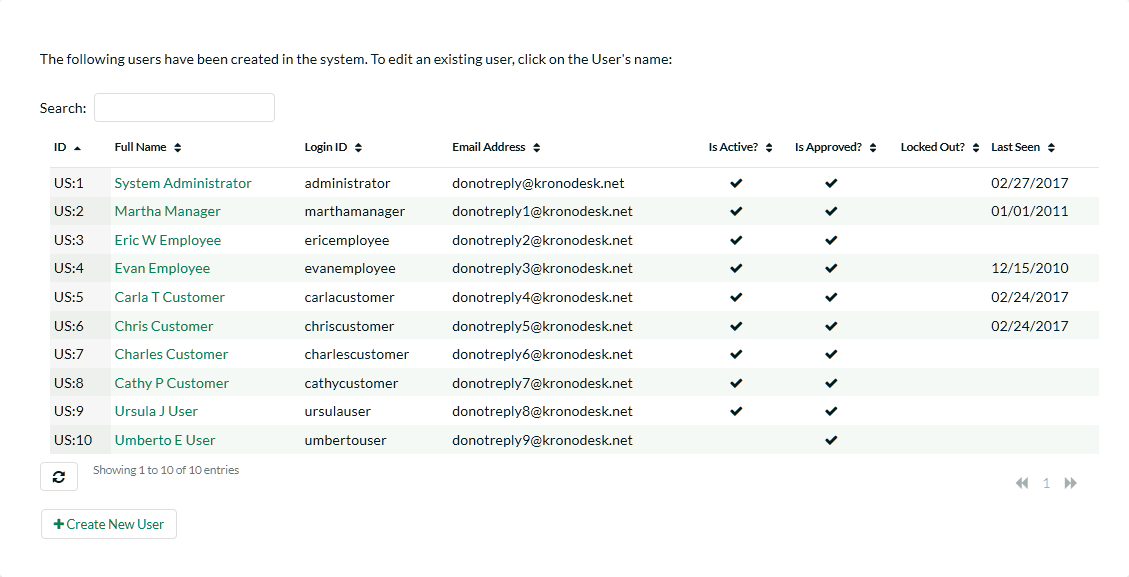 The following users have been created in the system. To edit an existing user, click on the User's name:
Search:
ID Full Name Login ID Email Address Is Active? Is Approved? Locked Out? Last Seen
US:1 System Administrator administrator donotreply@kronodesk.net 02/27/2017
US:2 Martha Manager marthamanager donotreply1@kronodesk.net 01/01/2011
US:3 Eric W Employee ericemployee donotreply2@kronodesk.net
US:4 Evan Employee evanemployee donotreply3@kronodesk.net 12/15/2010
US:5 Carla T Customer carlacustomer donotreply4@kronodesk.net 02/24/2017
US:6 Chris Customer chriscustomer donotreply5@kronodesk.net 02/24/2017
US:7 Charles Customer charlescustomer donotreply6@kronodesk.net
US:8 Cathy P Customer cathycustomer donotreply7@kronodesk.net
US:9 Ursula J User ursulauser donotreply8@kronodesk.net
US:10 Umberto E User umbertouser donotreply9@kronodesk.net
Showing 1 to 10 of 10 entries
1
Create New User